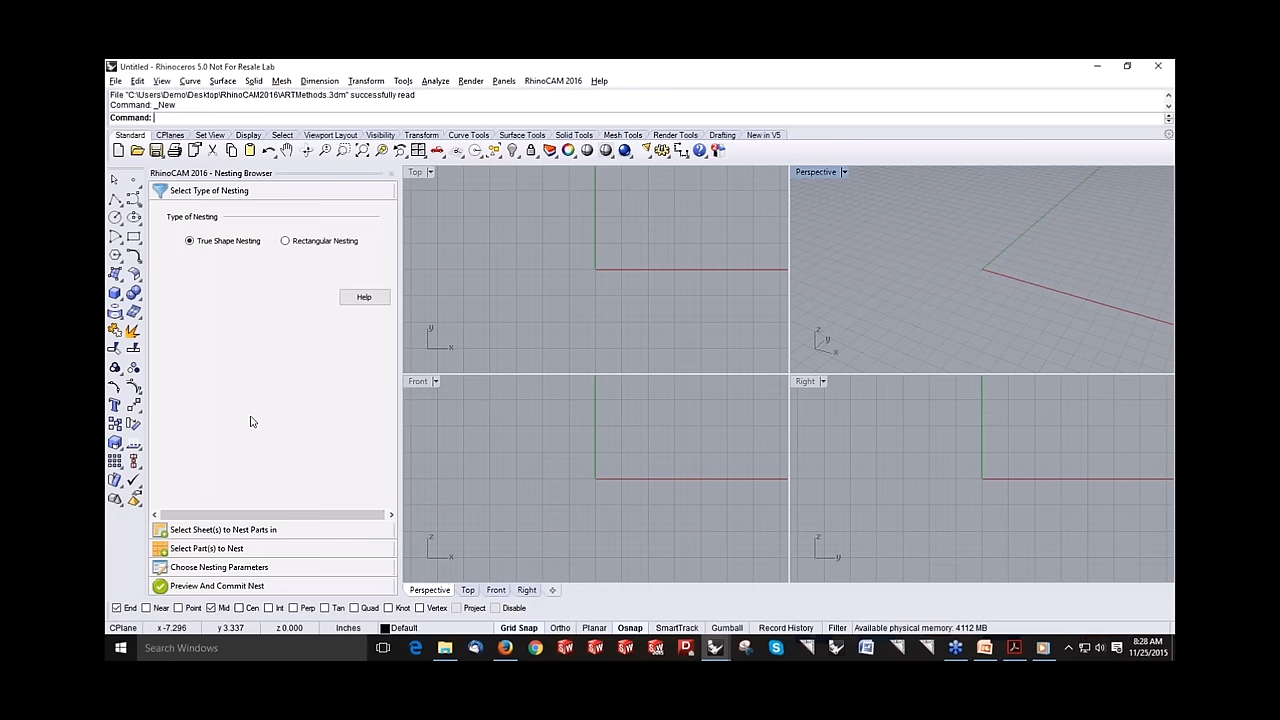 Untitled - Rhinoceros 5.0 Not For Resale Lab
File Edit View Curve Surface Solid Mesh Dimension Transform Tools Analyze Render Panels RhinoCAM 2016 Help
File "C:\Users\Demo\Desktop\RhinoCAM2016\ARTMethods.3dm" successfully read
Command: _New
Command:
Standard CPlanes Set View Display Select Viewport Layout Visibility Transform Curve Tools Surface Tools Solid Tools Mesh Tools Render Tools Drafting New in V5
RhinoCAM 2016 - Nesting Browser
Select Type of Nesting
Type of Nesting
True Shape Nesting Rectangular Nesting
Help
Select Sheet(s) to Nest Parts in
Select Part(s) to Nest
Choose Nesting Parameters
Preview And Commit Nest
Top
y
x
Perspective
z
y
x
Front
z
x
Right
z
y
Perspective Top Front Right
End Near Point Mid Cen Int Perp Tan Quad Knot Vertex Project Disable
CPlane x -7.296 y 3.337 z 0.000 Inches Default Grid Snap Ortho Planar Osnap SmartTrack Gumball Record History Filter Available physical memory: 4112 MB
Search Windows
8:28 AM
11/25/2015